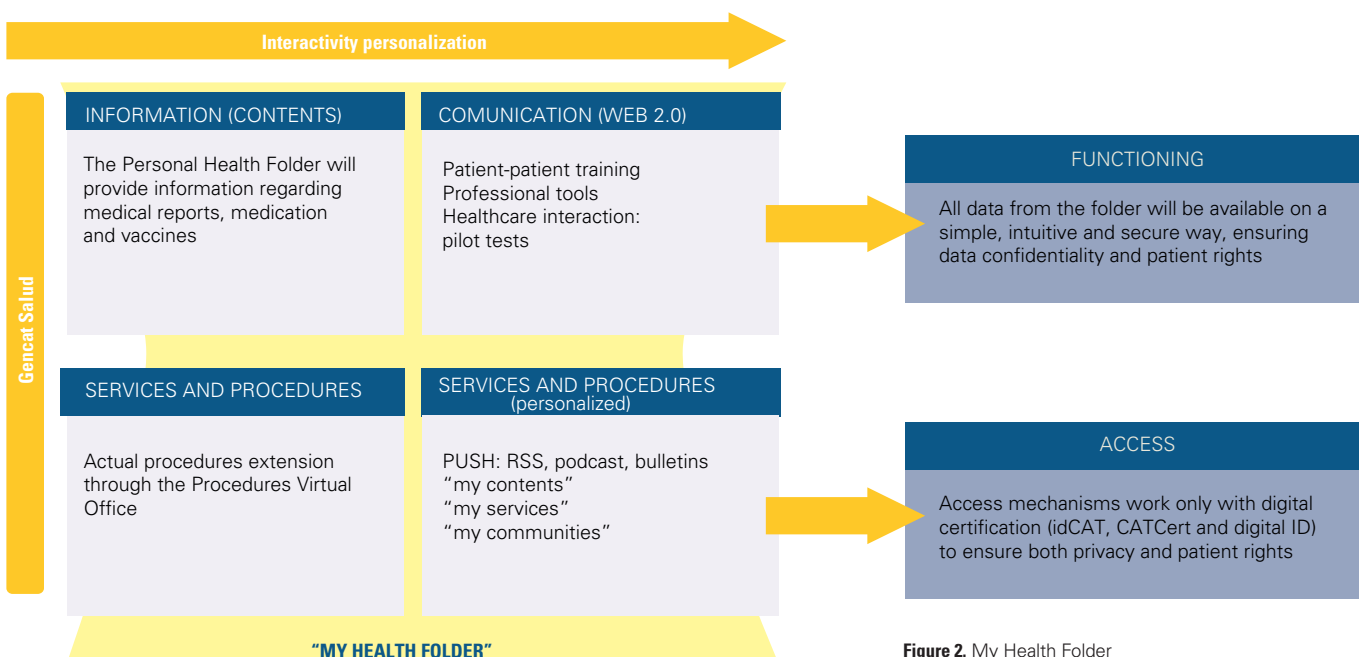 Interactivity personalization
Gencat Salud
INFORMATION (CONTENTS)
The Personal Health Folder will
provide information regarding
medical reports, medication
and vaccines
COMUNICATION (WEB 2.0)
Patient-patient training
Professional tools
Healthcare interaction:
pilot tests
FUNCTIONING
All data from the folder will be available on a
simple, intuitive and secure way, ensuring
data confidentiality and patient rights
SERVICES AND PROCEDURES
Actual procedures extension
through the Procedures Virtual
Office
SERVICES AND PROCEDURES
(personalized)
PUSH: RSS, podcast, bulletins
“my contents”
“my services”
“my communities”
ACCESS
Access mechanisms work only with digital
certification (idCAT, CATCert and digital ID)
to ensure both privacy and patient rights
“MY HEALTH FOLDER”
Figure 2. My Health Folder